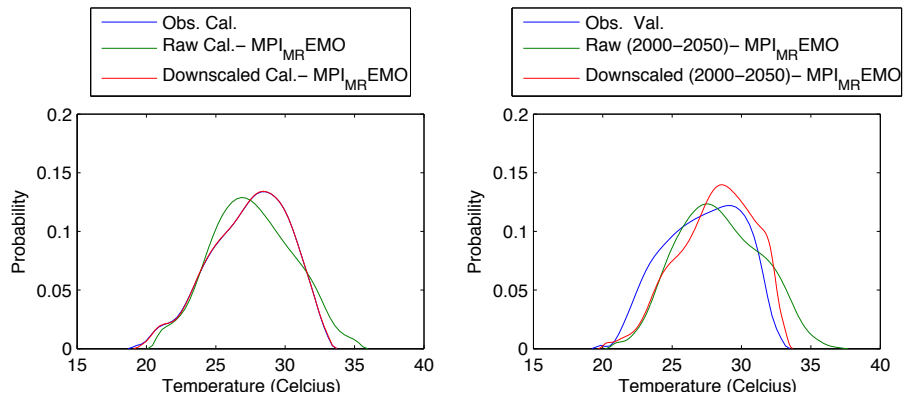 Obs. Cal.
Raw Cal.− MPI_MR EMO
Downscaled Cal.− MPI_MR EMO
0.2
0.15
0.1
0.05
0
Probability
15 20 25 30 35 40
Temperature (Celcius)
Obs. Val.
Raw (2000−2050)− MPI_MR EMO
Downscaled (2000−2050)− MPI_MR EMO
0.2
0.15
0.1
0.05
0
Probability
15 20 25 30 35 40
Temperature (Celcius)